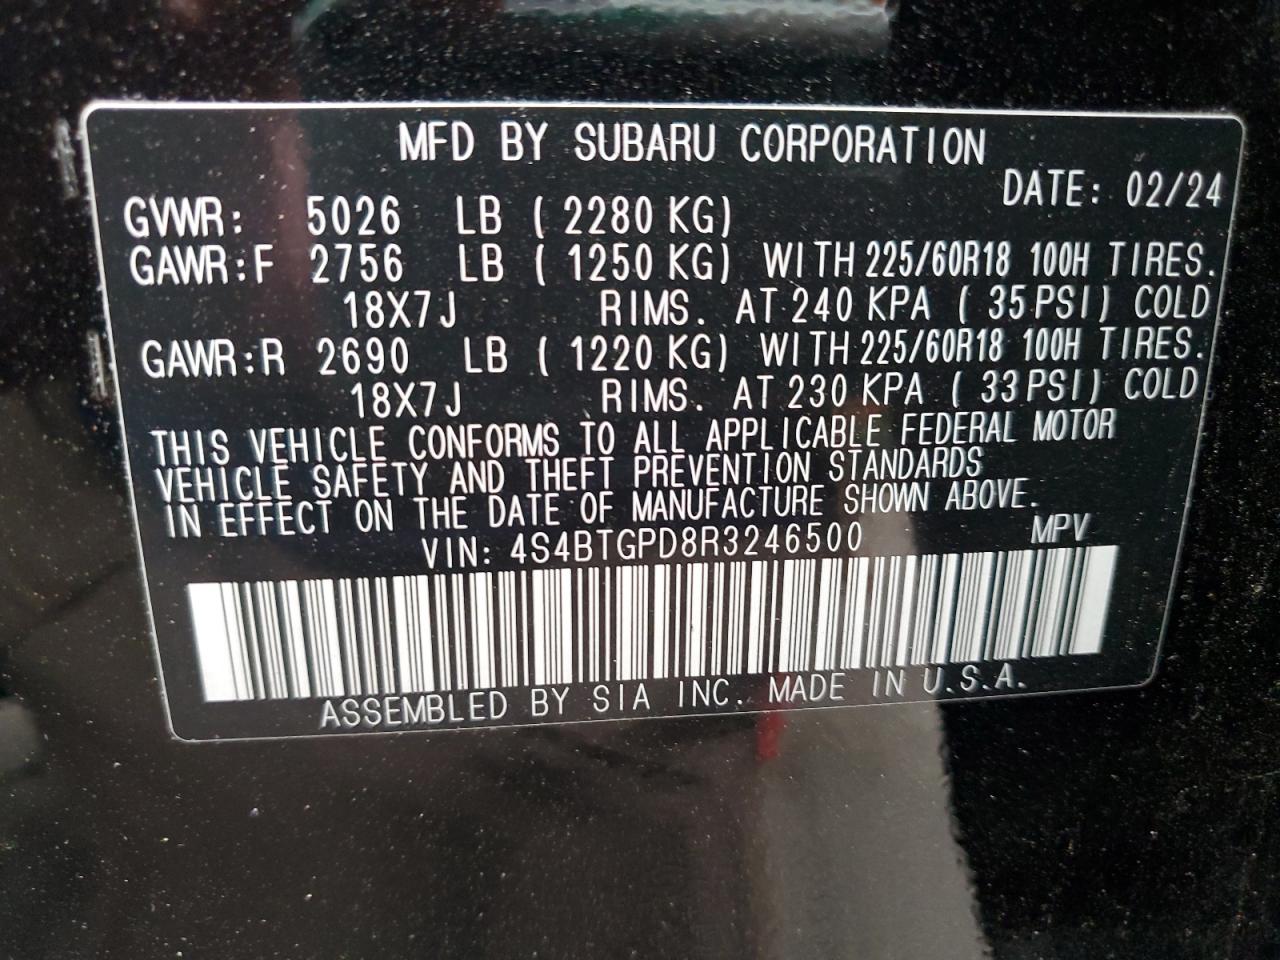 MFD BY SUBARU CORPORATION
DATE: 02/24
GVWR: 5026 LB ( 2280 KG)
GAWR:F 2756 LB ( 1250 KG) WITH 225/60R18 100H TIRES.
18X7J RIMS. AT 240 KPA ( 35 PSI) COLD
GAWR:R 2690 LB ( 1220 KG) WITH 225/60R18 100H TIRES.
18X7J RIMS. AT 230 KPA ( 33 PSI) COLD
THIS VEHICLE CONFORMS TO ALL APPLICABLE FEDERAL MOTOR
VEHICLE SAFETY AND THEFT PREVENTION STANDARDS
IN EFFECT ON THE DATE OF MANUFACTURE SHOWN ABOVE.
VIN: 4S4BTGPD8R3246500 MPV
ASSEMBLED BY SIA INC. MADE IN U.S.A.